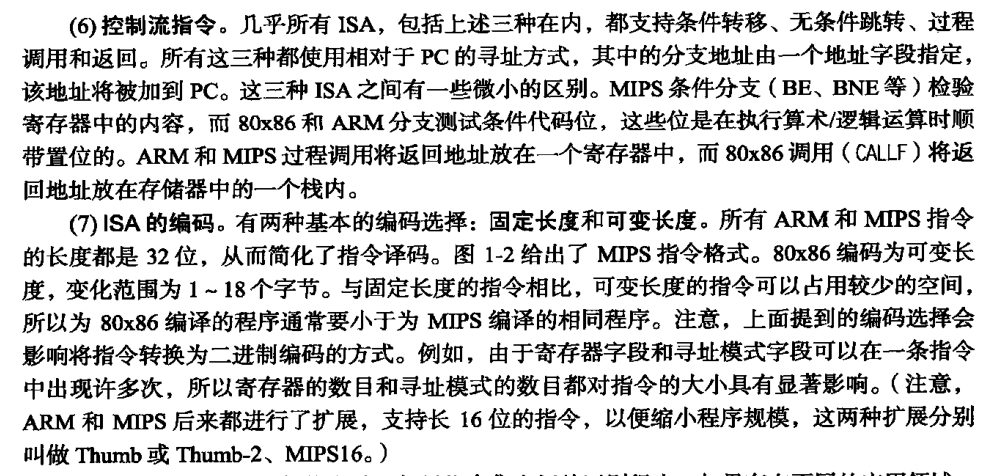 (6) 控制流指令。几乎所有 ISA，包括上述三种在内，都支持条件转移、无条件跳转、过程
调用和返回。所有这三种都使用相对于 PC 的寻址方式，其中的分支地址由一个地址字段指定，
该地址将被加到 PC。这三种 ISA 之间有一些微小的区别。MIPS 条件分支（BE、BNE 等）检验
寄存器中的内容，而 80x86 和 ARM 分支测试条件代码位，这些位是在执行算术/逻辑运算时顺
带置位的。ARM 和 MIPS 过程调用将返回地址放在一个寄存器中，而 80x86 调用（CALLF）将返
回地址放在存储器中的一个栈内。
(7) ISA 的编码。有两种基本的编码选择：固定长度和可变长度。所有 ARM 和 MIPS 指令
的长度都是 32 位，从而简化了指令译码。图 1-2 给出了 MIPS 指令格式。80x86 编码为可变长
度，变化范围为 1 ~ 18 个字节。与固定长度的指令相比，可变长度的指令可以占用较少的空间，
所以为 80x86 编译的程序通常要小于为 MIPS 编译的相同程序。注意，上面提到的编码选择会
影响将指令转换为二进制编码的方式。例如，由于寄存器字段和寻址模式字段可以在一条指令
中出现许多次，所以寄存器的数目和寻址模式的数目都对指令的大小具有显著影响。（注意，
ARM 和 MIPS 后来都进行了扩展，支持长 16 位的指令，以便缩小程序规模，这两种扩展分别
叫做 Thumb 或 Thumb-2、MIPS16。）